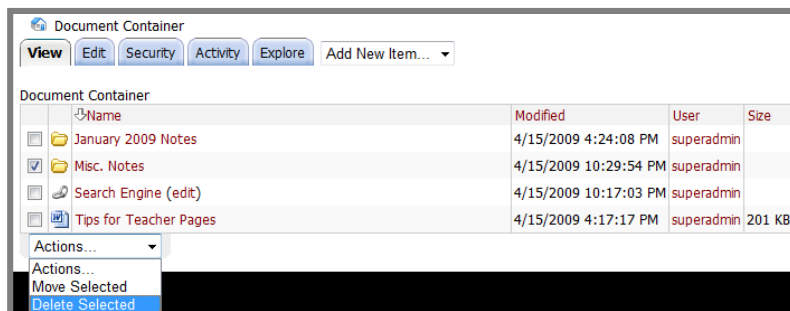 Document Container
View Edit Security Activity Explore Add New Item...
Document Container
Name Modified User Size
January 2009 Notes 4/15/2009 4:24:08 PM superadmin
Misc. Notes 4/15/2009 10:29:54 PM superadmin
Search Engine (edit) 4/15/2009 10:17:03 PM superadmin
Tips for Teacher Pages 4/15/2009 4:17:17 PM superadmin 201 KB
Actions...
Actions...
Move Selected
Delete Selected